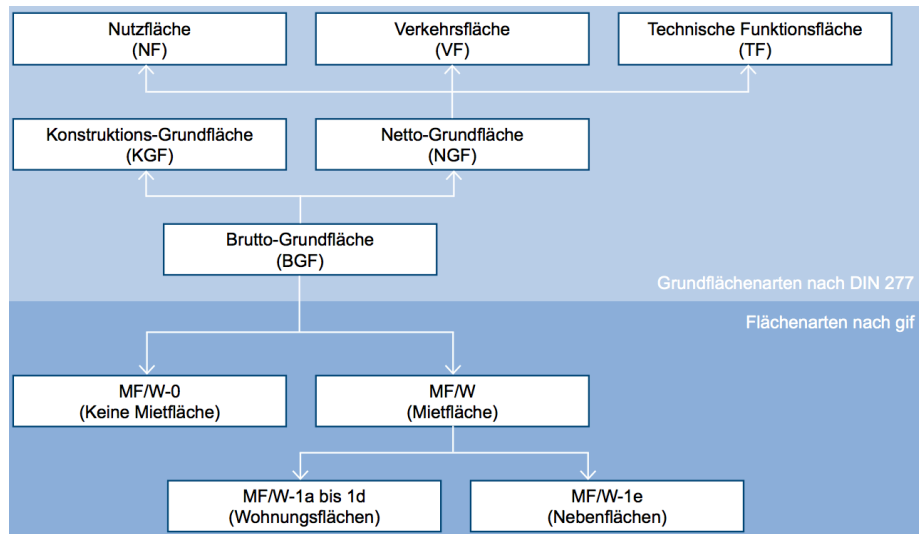 Nutzfläche
(NF)
Verkehrsfläche
(VF)
Technische Funktionsfläche
(TF)
Konstruktions-Grundfläche
(KGF)
Netto-Grundfläche
(NGF)
Brutto-Grundfläche
(BGF)
Grundflächenarten nach DIN 277
Flächenarten nach gif
MF/W-0
(Keine Mietfläche)
MF/W
(Mietfläche)
MF/W-1a bis 1d
(Wohnungsflächen)
MF/W-1e
(Nebenflächen)